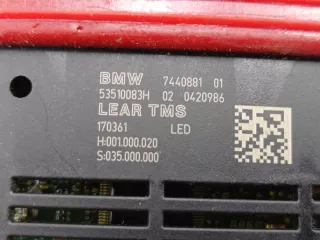 BMW 7440881 01
53510083H 02 0420986
LEAR TMS
170361 LED
H:001.000.020
S:035.000.000